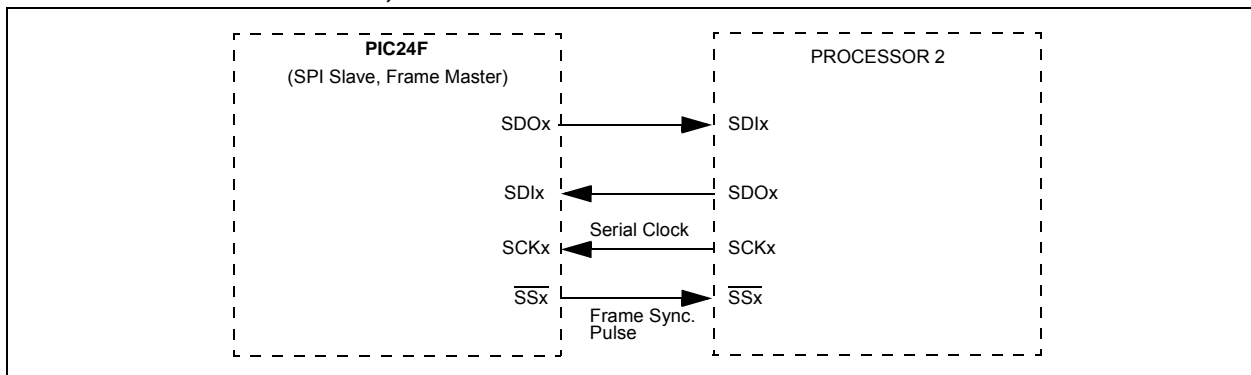 PIC24F
(SPI Slave, Frame Master)
PROCESSOR 2
SDOx
SDIx
SDIx
SDOx
Serial Clock
SCKx
SCKx
SSx
SSx
Frame Sync.
Pulse